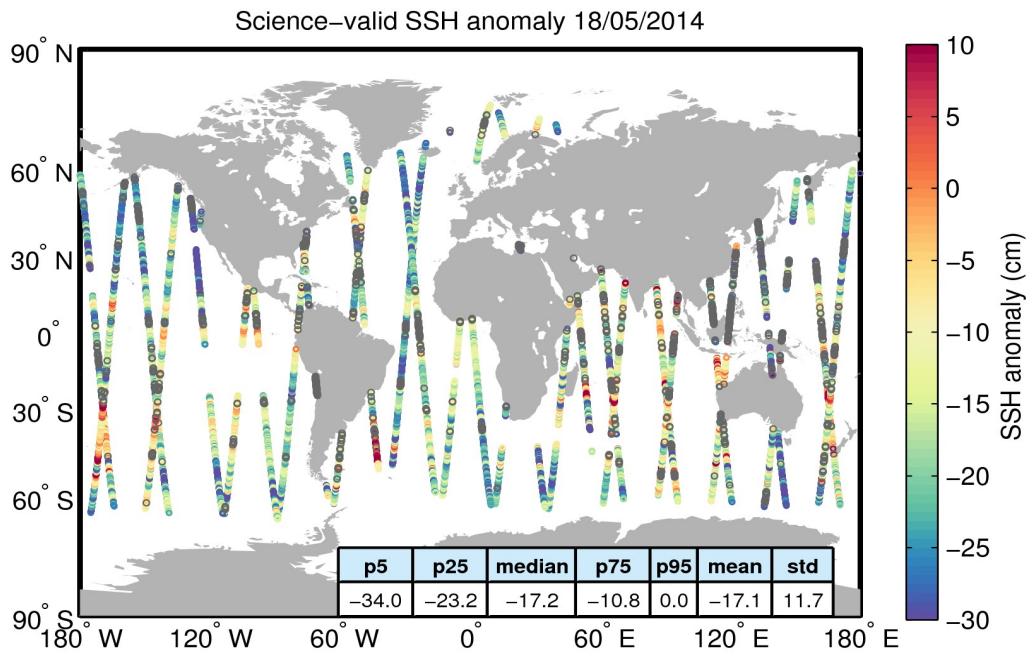 Science−valid SSH anomaly 18/05/2014
90° N
60° N
30° N
0°
30° S
60° S
90° S
180° W
120° W
60° W
0°
60° E
120° E
180° E
p5 p25 median p75 p95 mean std
−34.0 −23.2 −17.2 −10.8 0.0 −17.1 11.7
10
5
0
−5
−10
−15
−20
−25
−30
SSH anomaly (cm)